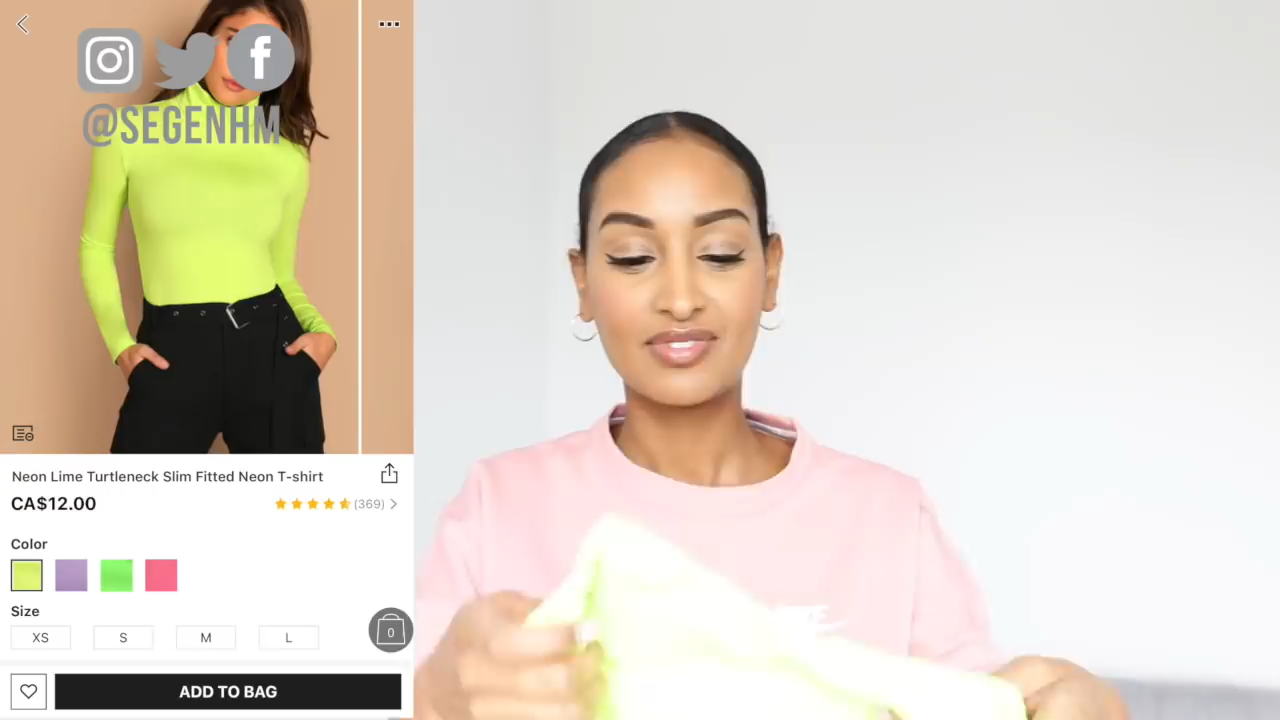 @SEGENHM
Neon Lime Turtleneck Slim Fitted Neon T-shirt
CA$12.00
(369)
Color
Size
XS S M L
0
ADD TO BAG